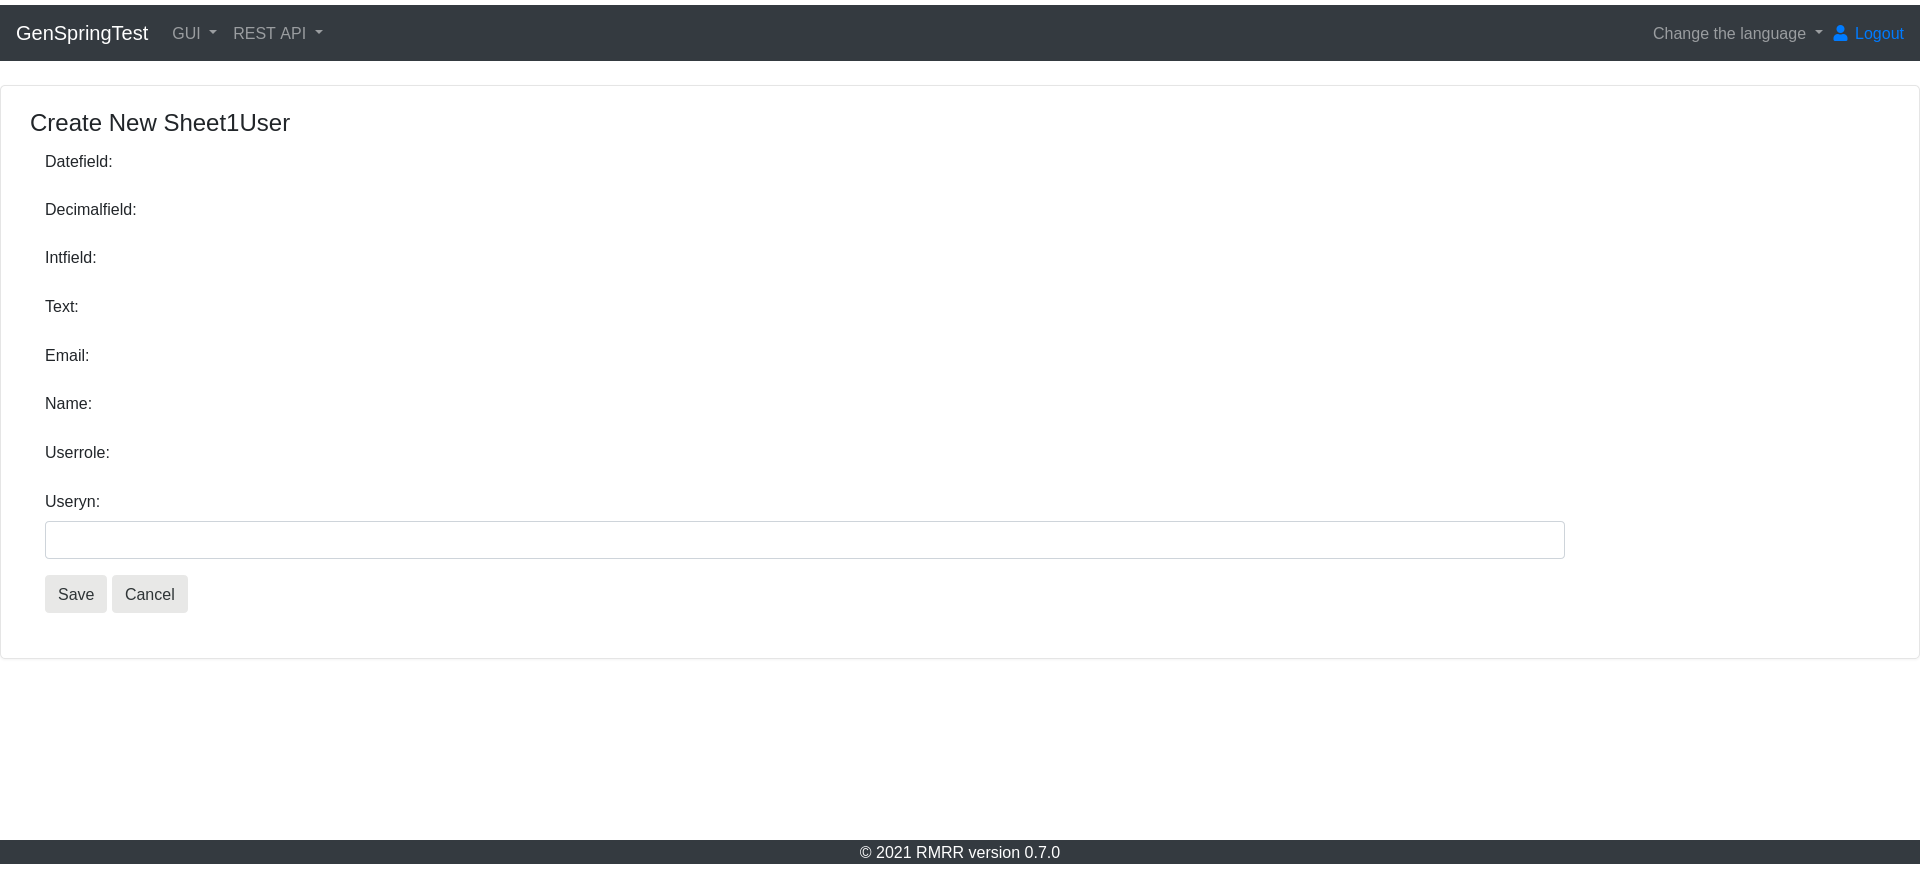 GenSpringTest GUI REST API Change the language Logout
Create New Sheet1User
Datefield:
Decimalfield:
Intfield:
Text:
Email:
Name:
Userrole:
Useryn:
Save Cancel
© 2021 RMRR version 0.7.0